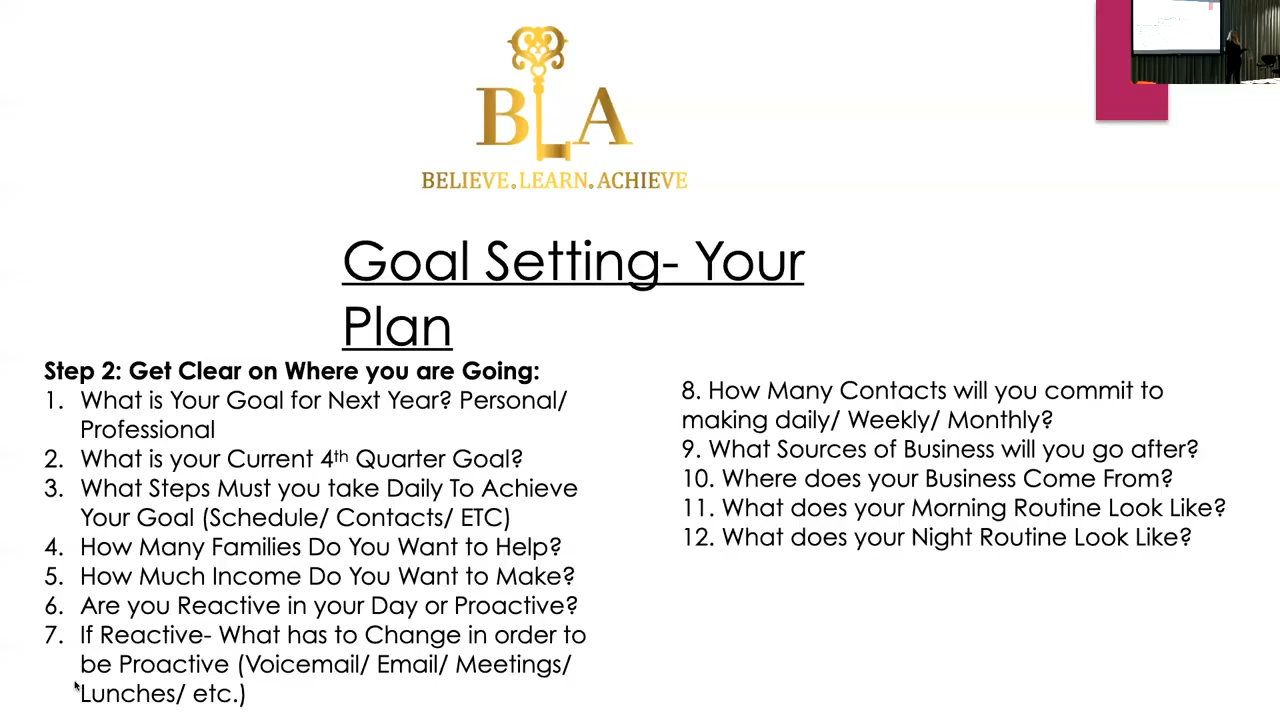 BLA
BELIEVE.LEARN.ACHIEVE
Goal Setting- Your
Plan
Step 2: Get Clear on Where you are Going:
1. What is Your Goal for Next Year? Personal/
Professional
2. What is your Current 4th Quarter Goal?
3. What Steps Must you take Daily To Achieve
Your Goal (Schedule/ Contacts/ ETC)
4. How Many Families Do You Want to Help?
5. How Much Income Do You Want to Make?
6. Are you Reactive in your Day or Proactive?
7. If Reactive- What has to Change in order to
be Proactive (Voicemail/ Email/ Meetings/
Lunches/ etc.)
8. How Many Contacts will you commit to
making daily/ Weekly/ Monthly?
9. What Sources of Business will you go after?
10. Where does your Business Come From?
11. What does your Morning Routine Look Like?
12. What does your Night Routine Look Like?